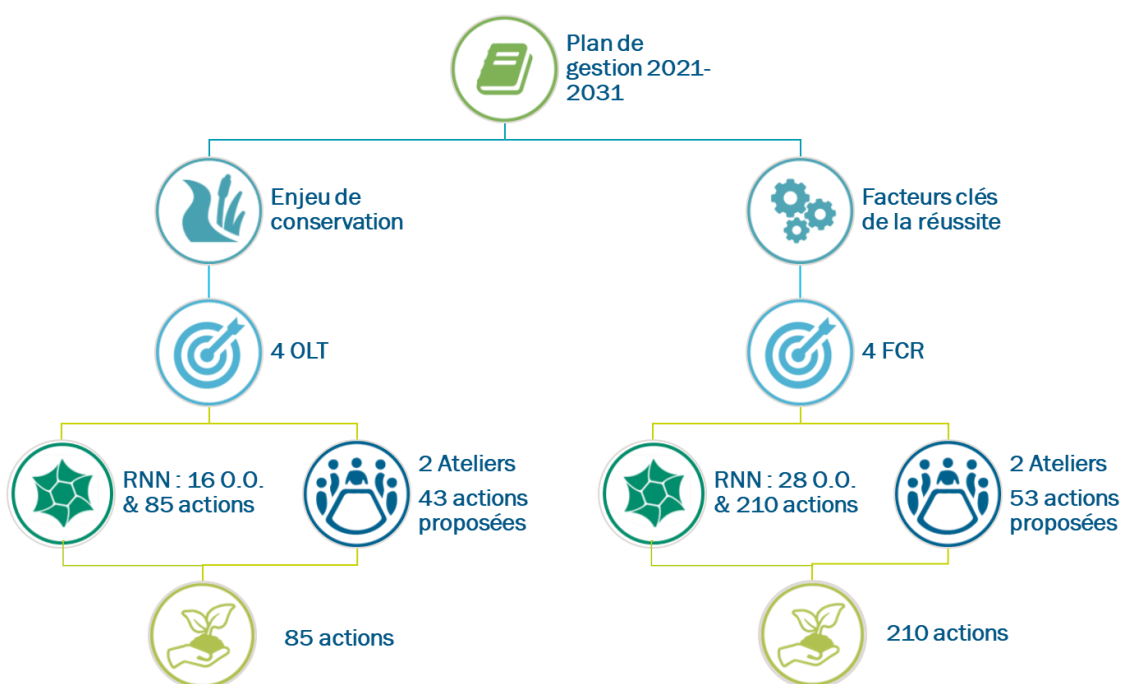 Plan de
gestion 2021-
2031
Enjeu de
conservation
Facteurs clés
de la réussite
4 OLT
4 FCR
RNN : 16 O.O.
& 85 actions
2 Ateliers
43 actions
proposées
RNN : 28 O.O.
& 210 actions
2 Ateliers
53 actions
proposées
85 actions
210 actions